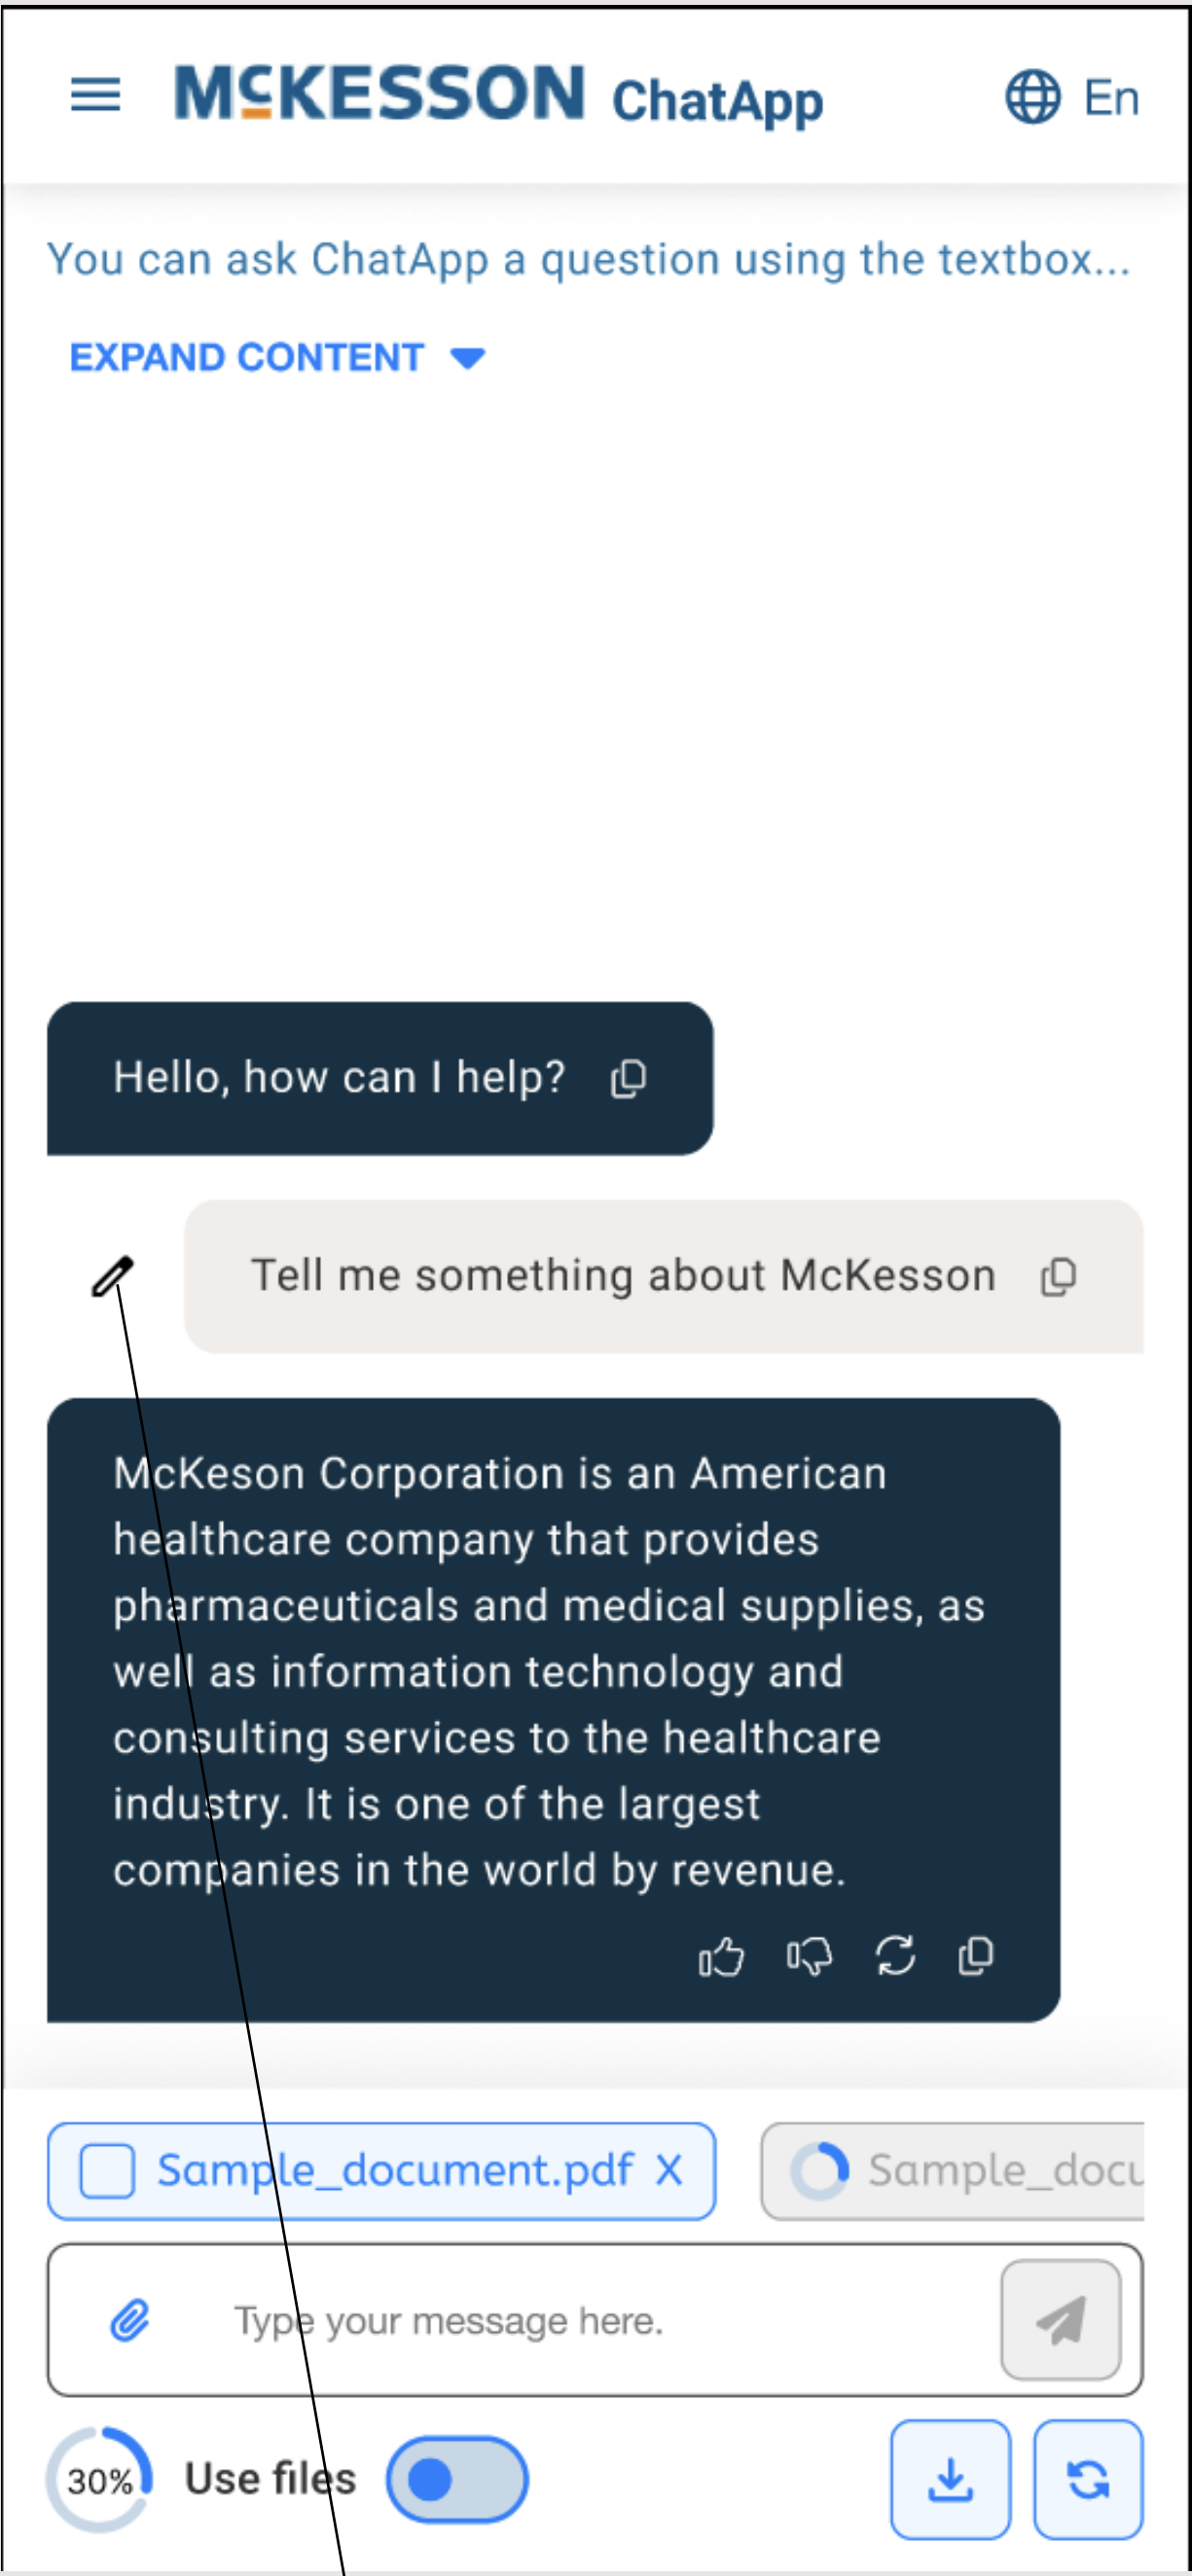 McKESSON ChatApp En
You can ask ChatApp a question using the textbox...
EXPAND CONTENT
Hello, how can I help?
Tell me something about McKesson
McKeson Corporation is an American
healthcare company that provides
pharmaceuticals and medical supplies, as
well as information technology and
consulting services to the healthcare
industry. It is one of the largest
companies in the world by revenue.
Sample_document.pdf X Sample_docu
Type your message here.
30% Use files